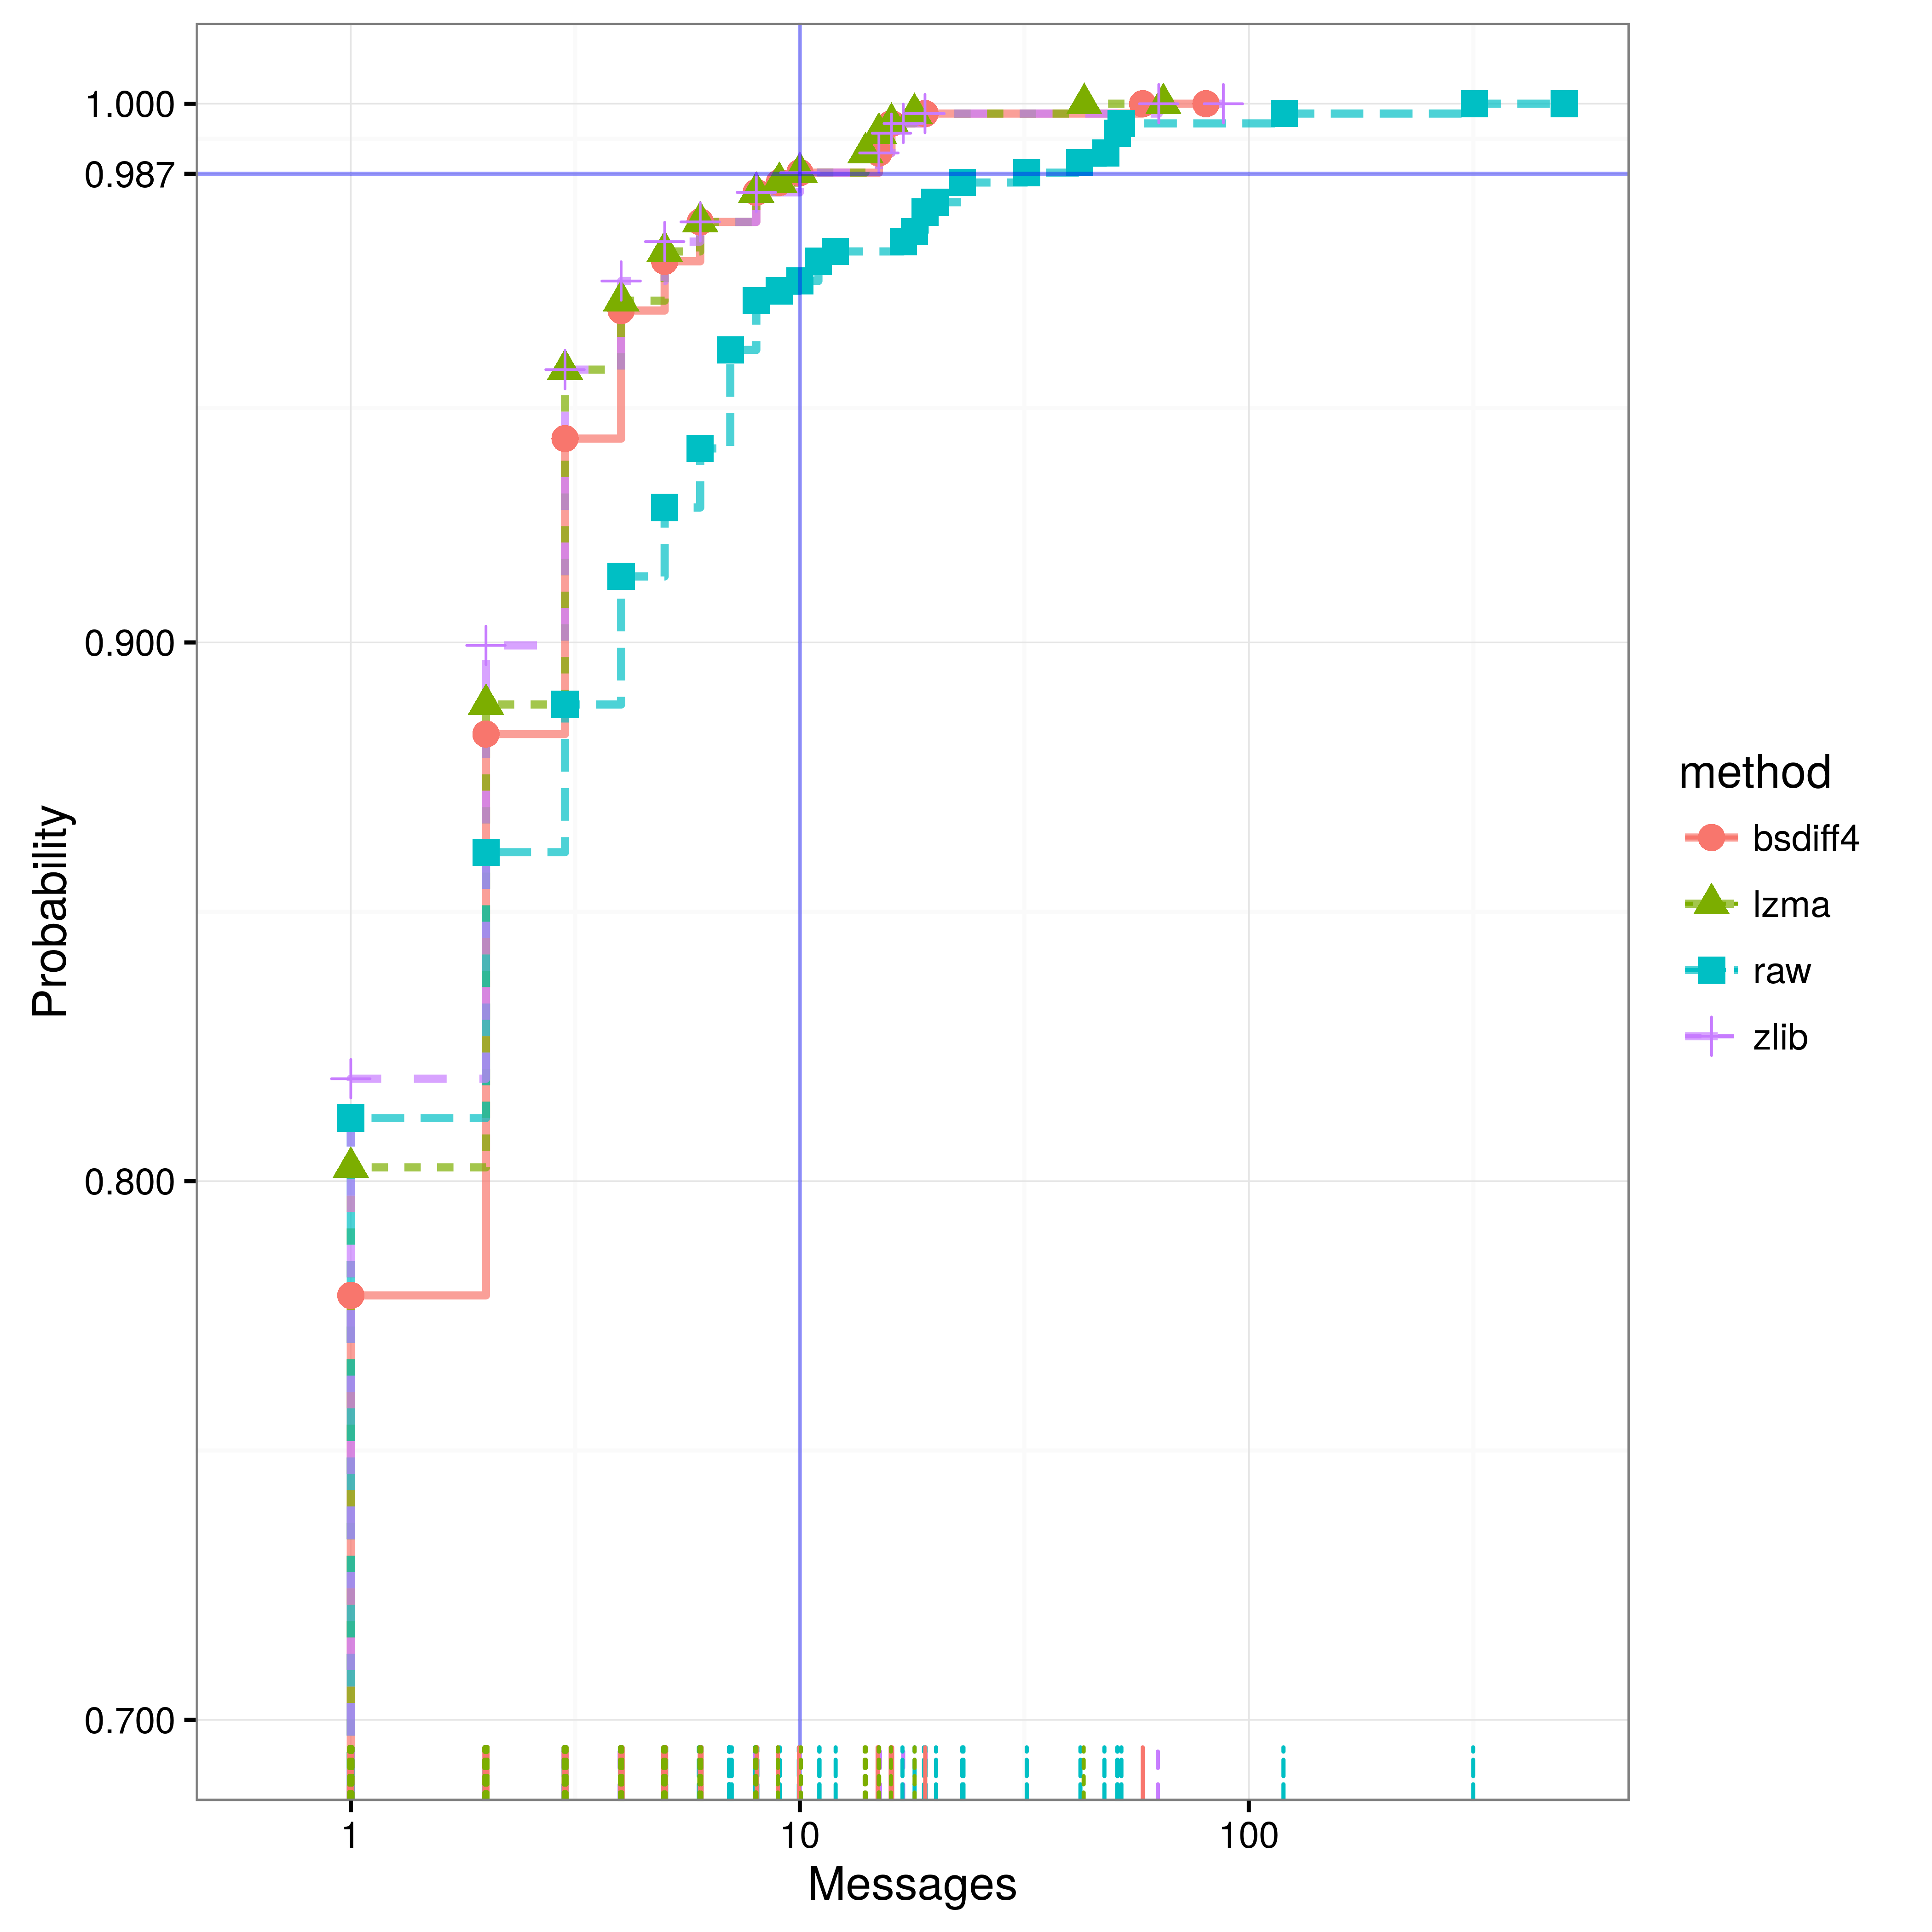 1.000
0.987
0.900
0.800
0.700
Probability
1
10
100
Messages
method
bsdiff4
lzma
raw
zlib